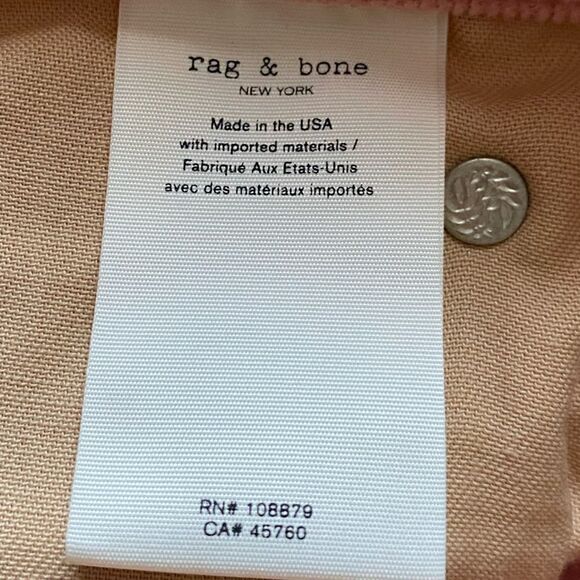 rag & bone
NEW YORK
Made in the USA
with imported materials /
Fabriqué Aux Etats-Unis
avec des matériaux importés
RN# 108879
CA# 45760